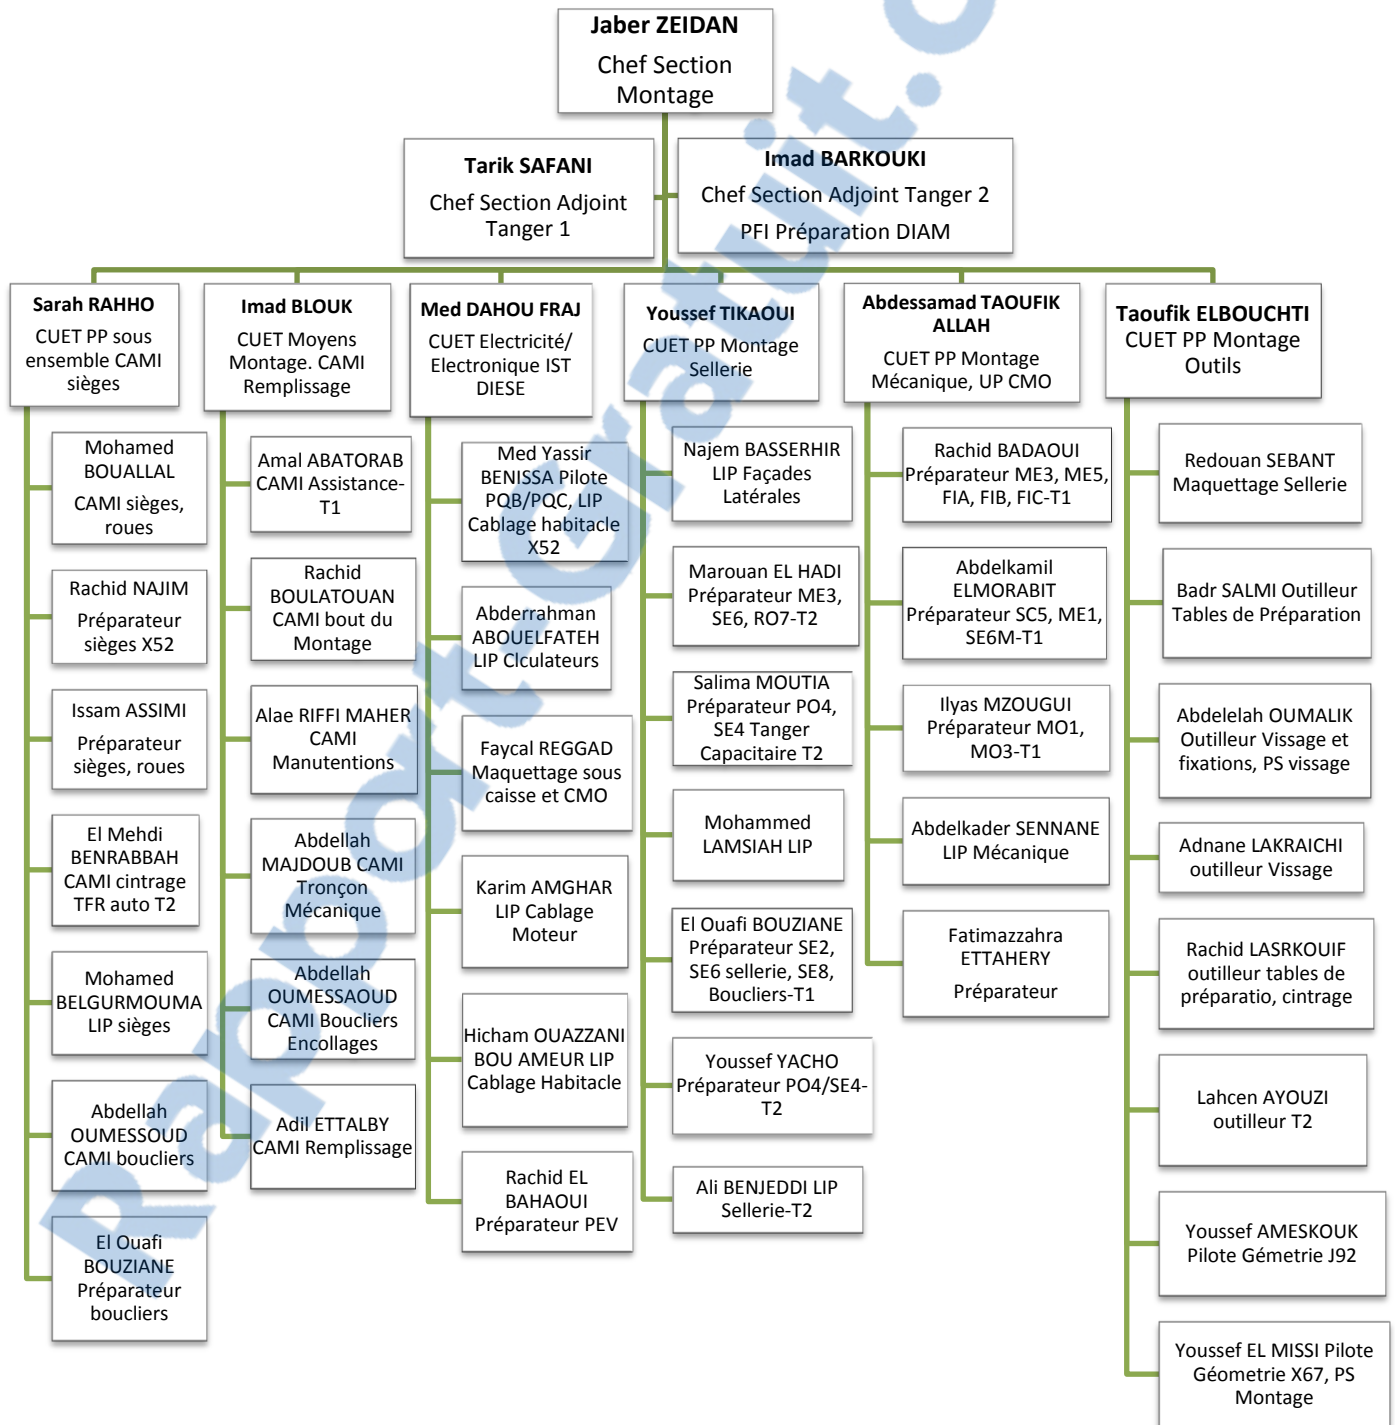 Jaber ZEIDAN
Chef Section
Montage
Tarik SAFANI
Chef Section Adjoint
Tanger 1
Imad BARKOUKI
Chef Section Adjoint Tanger 2
PFI Préparation DIAM
Sarah RAHHO
CUET PP sous
ensemble CAMI
sièges
Mohamed
BOUALLAL
CAMI sièges,
roues
Rachid NAJIM
Préparateur
sièges X52
Issam ASSIMI
Préparateur
sièges, roues
El Mehdi
BENRABBAH
CAMI cintrage
TFR auto T2
Mohamed
BELGURMOUMA
LIP sièges
Abdellah
OUMESSOUD
CAMI boucliers
El Ouafi
BOUZIANE
Préparateur
boucliers
Imad BLOUK
CUET Moyens
Montage. CAMI
Remplissage
Amal ABATORAB
CAMI Assistance-
T1
Rachid
BOULATOUAN
CAMI bout du
Montage
Alae RIFFI MAHER
CAMI
Manutentions
Abdellah
MAJDOUB CAMI
Tronçon
Mécanique
Abdellah
OUMESSAOUD
CAMI Boucliers
Encollages
Adil ETTALBY
CAMI Remplissage
Med DAHOU FRAJ
CUET Electricité/
Electronique IST
DIESE
Med Yassir
BENISSA Pilote
PQB/PQC, LIP
Cablage habitacle
X52
Abderrahman
ABOUELFATEH
LIP Clculateurs
Faycal REGGAD
Maquettage sous
caisse et CMO
Karim AMGHAR
LIP Cablage
Moteur
Hicham OUAZZANI
BOU AMEUR LIP
Cablage Habitacle
Rachid EL
BAHAOUI
Préparateur PEV
Youssef TIKAOUI
CUET PP Montage
Sellerie
Najem BASSERHIR
LIP Façades
Latérales
Marouan EL HADI
Préparateur ME3,
SE6, RO7-T2
Salima MOUTIA
Préparateur PO4,
SE4 Tanger
Capacitaire T2
Mohammed
LAMSIAH LIP
El Ouafi BOUZIANE
Préparateur SE2,
SE6 sellerie, SE8,
Boucliers-T1
Youssef YACHO
Préparateur PO4/SE4-
T2
Ali BENJEDDI LIP
Sellerie-T2
Abdessamad TAOUFIK
ALLAH
CUET PP Montage
Mécanique, UP CMO
Rachid BADAOUI
Préparateur ME3, ME5,
FIA, FIB, FIC-T1
Abdelkamil
ELMORABIT
Préparateur SC5, ME1,
SE6M-T1
Ilyas MZOUGUI
Préparateur MO1,
MO3-T1
Abdelkader SENNANE
LIP Mécanique
Fatimazzahra
ETTAHERY
Préparateur
Taoufik ELBOUCHTI
CUET PP Montage
Outils
Redouan SEBANT
Maquettage Sellerie
Badr SALMI Outilleur
Tables de Préparation
Abdelelah OUMALIK
Outilleur Vissage et
fixations, PS vissage
Adnane LAKRAICHI
outilleur Vissage
Rachid LASRKOUIF
outilleur tables de
préparatio, cintrage
Lahcen AYOUZI
outilleur T2
Youssef AMESKOUK
Pilote Gémetrie J92
Youssef EL MISSI Pilote
Géometrie X67, PS
Montage
Rapport-Gratuit.c